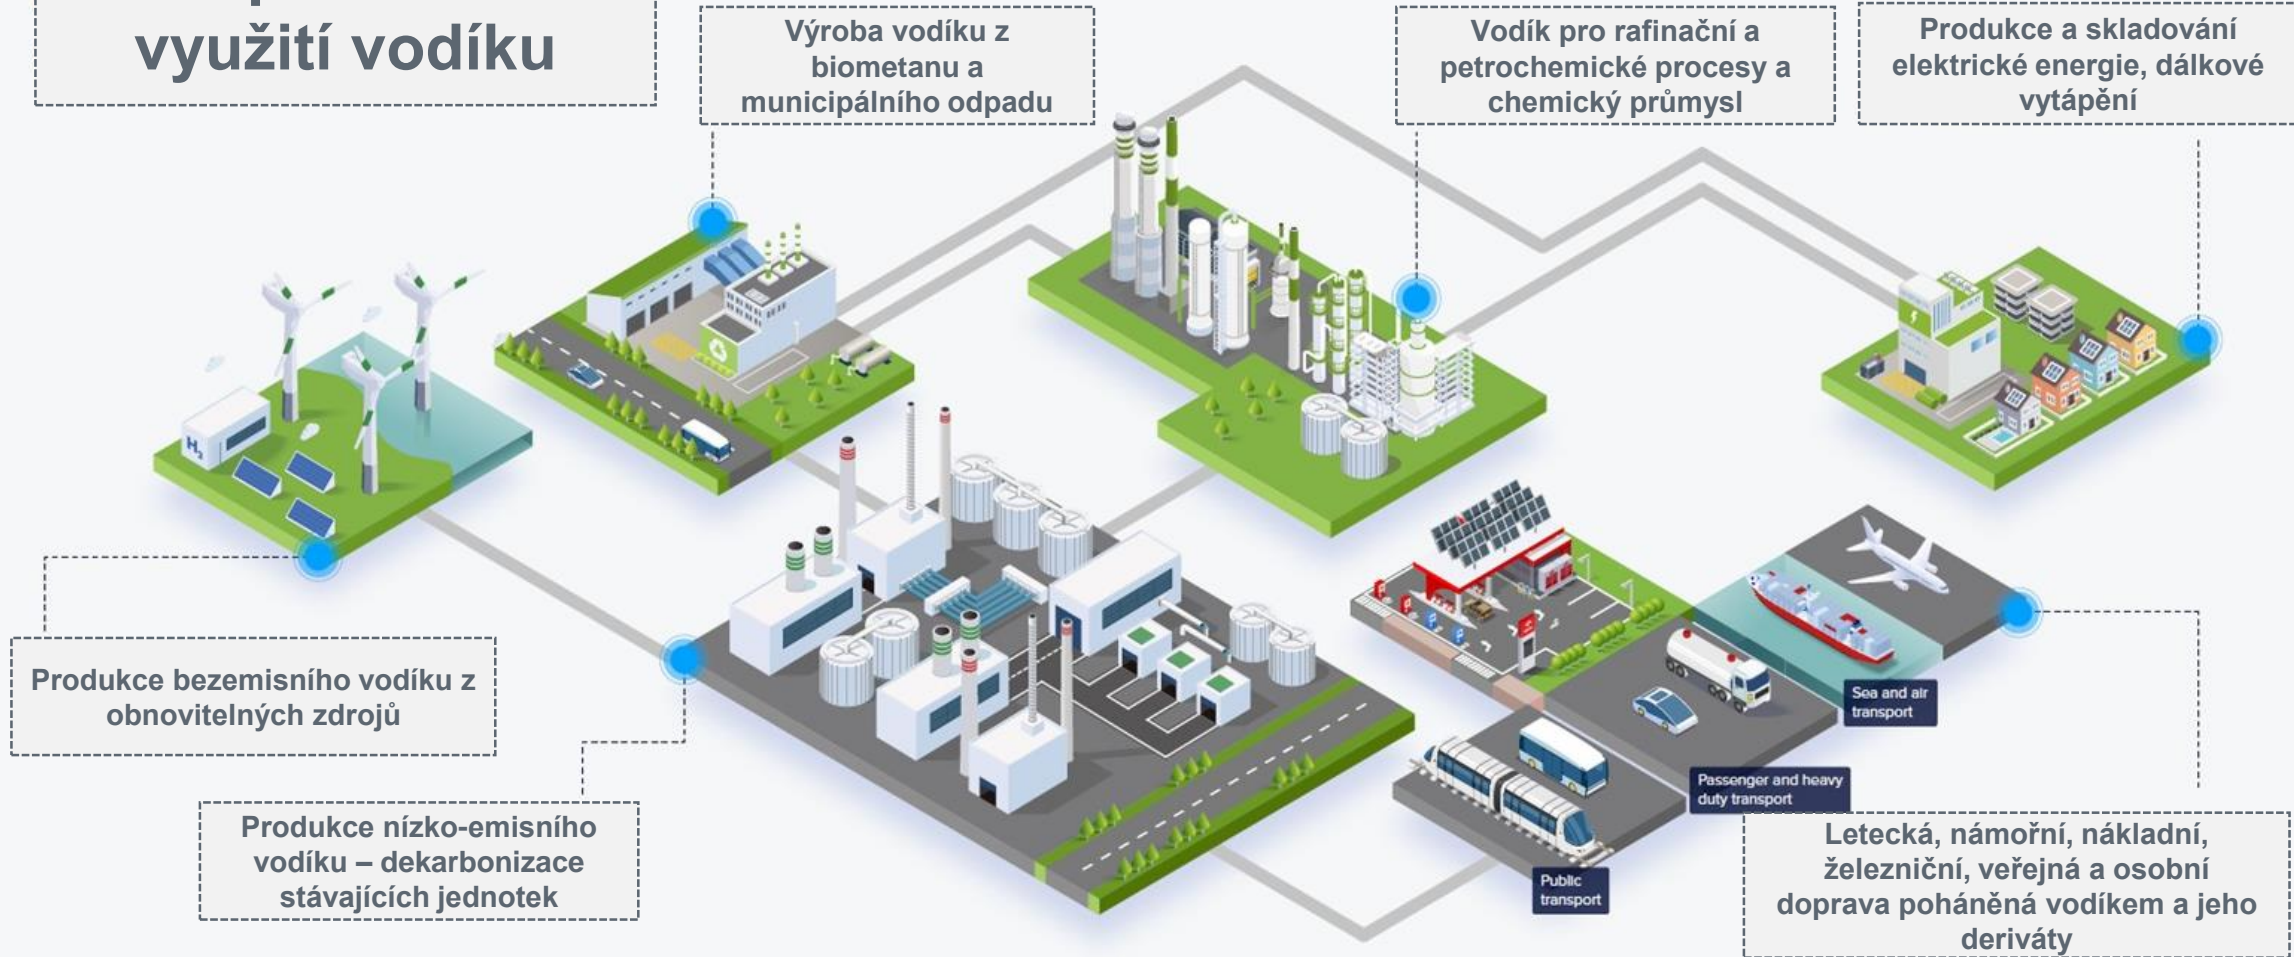 využití vodíku
Výroba vodíku z
biometanu a
municipálního odpadu
Vodík pro rafinační a
petrochemické procesy a
chemický průmysl
Produkce a skladování
elektrické energie, dálkové
vytápění
H₂
Produkce bezemisního vodíku z
obnovitelných zdrojů
Produkce nízko-emisního
vodíku – dekarbonizace
stávajících jednotek
Sea and air
transport
Passenger and heavy
duty transport
Public
transport
Letecká, námořní, nákladní,
železniční, veřejná a osobní
doprava poháněná vodíkem a jeho
deriváty